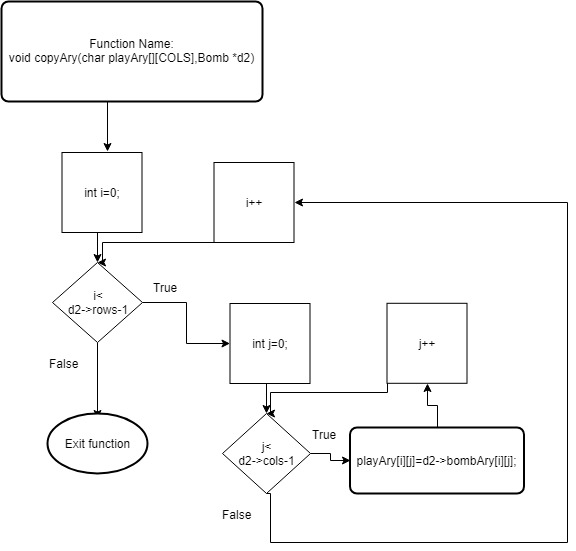 Function Name:
void copyAry(char playAry[][COLS],Bomb *d2)
int i=0;
i++
i<
d2->rows-1
True
False
int j=0;
j++
Exit function
j<
d2->cols-1
True
playAry[i][j]=d2->bombAry[i][j];
False